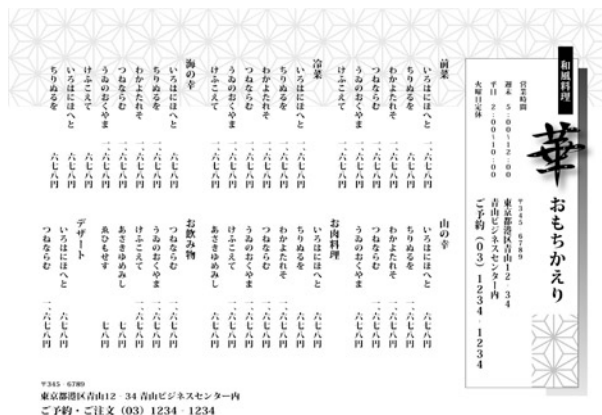 和風料理
華
おもちかえり
〒345-6789
東京都港区青山12-34
青山ビジネスセンター内
ご予約 (03) 1234-1234
営業時間
週末 5:00~12:00
平日 2:00~10:00
火曜日定休
前菜
いろはにほへと 一、六七八円
ちりぬるを 六七八円
わかよたれそ 一、六七八円
つねならむ 一、六七八円
うゐのおくやま 一、六七八円
けふこえて 六七八円
冷菜
いろはにほへと 六七八円
ちりぬるを 一、六七八円
わかよたれそ 一、六七八円
つねならむ 一、六七八円
うゐのおくやま 一、六七八円
けふこえて 六七八円
海の幸
いろはにほへと 六七八円
ちりぬるを 一、六七八円
わかよたれそ 一、六七八円
つねならむ 一、六七八円
うゐのおくやま 一、六七八円
けふこえて 六七八円
いろはにほへと 六七八円
ちりぬるを 六七八円
山の幸
いろはにほへと 一、六七八円
ちりぬるを 一、六七八円
わかよたれそ 一、六七八円
つねならむ 一、六七八円
うゐのおくやま 六七八円
お肉料理
いろはにほへと 六七八円
ちりぬるを 一、六七八円
わかよたれそ 一、六七八円
つねならむ 一、六七八円
うゐのおくやま 一、六七八円
けふこえて 一、六七八円
あさきゆめみし 六七八円
お飲み物
つねならむ 一、六七八円
うゐのおくやま 一、六七八円
けふこえて 一、六七八円
あさきゆめみし 七八円
ゑひもせす 七八円
デザート
いろはにほへと 六七八円
つねならむ 一、六七八円
〒345-6789
東京都港区青山12-34 青山ビジネスセンター内
ご予約・ご注文 (03) 1234-1234